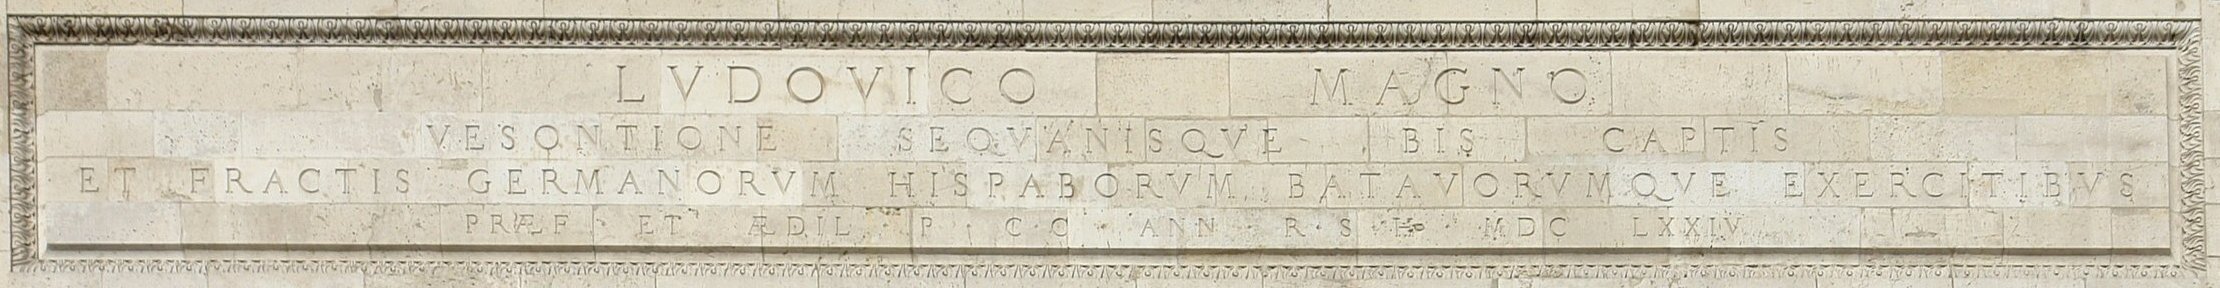 LVDOVICO MAGNO
VESONTIONE SEQVANISQVE BIS CAPTIS
ET FRACTIS GERMANORVM HISPABORVM BATAVORVMQVE EXERCITIBVS
PRÆF ET ÆDIL P · C C ANN R · S · H MDC LXXIV